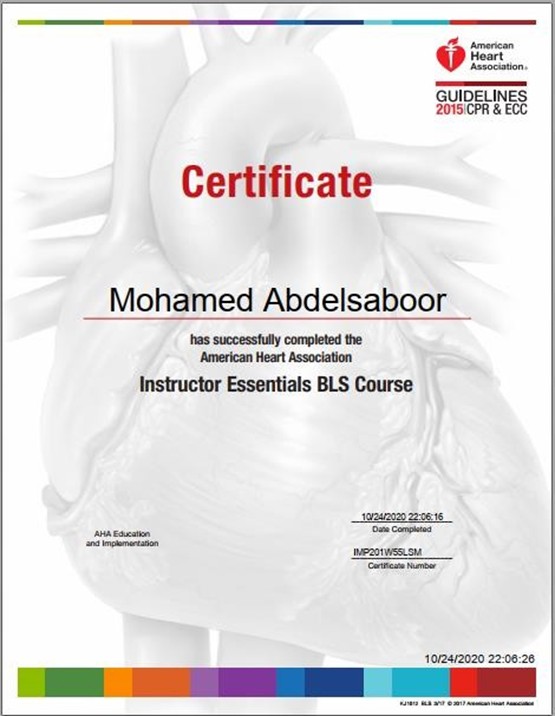 American
Heart
Association®
GUIDELINES
2015 | CPR & ECC
Certificate
Mohamed Abdelsaboor
has successfully completed the
American Heart Association
Instructor Essentials BLS Course
10/24/2020 22:06:16
Date Completed
AHA Education
and Implementation
IMP201W55LSM
Certificate Number
10/24/2020 22:06:26
KJ1612 BLS 3/17 © 2017 American Heart Association